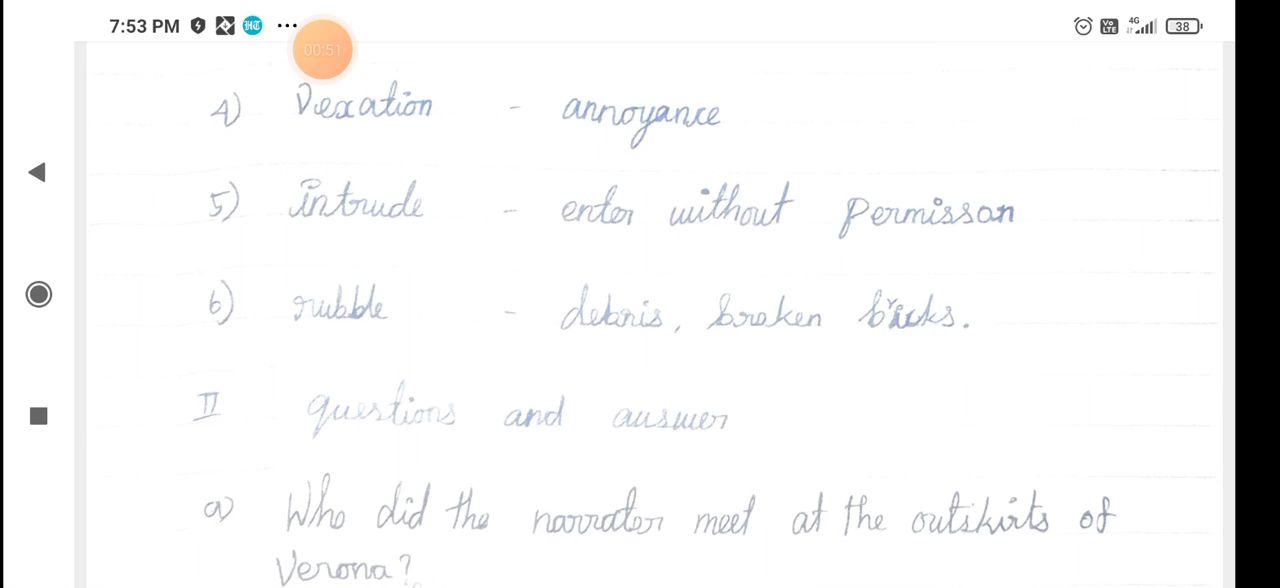 7:53 PM ... 4G 38
00:51
4) Vexation - annoyance
5) intrude - enter without Permisson
6) rubble - debris, broken bricks.
II questions and answer
a) Who did the narrator meet at the outskirts of
Verona?